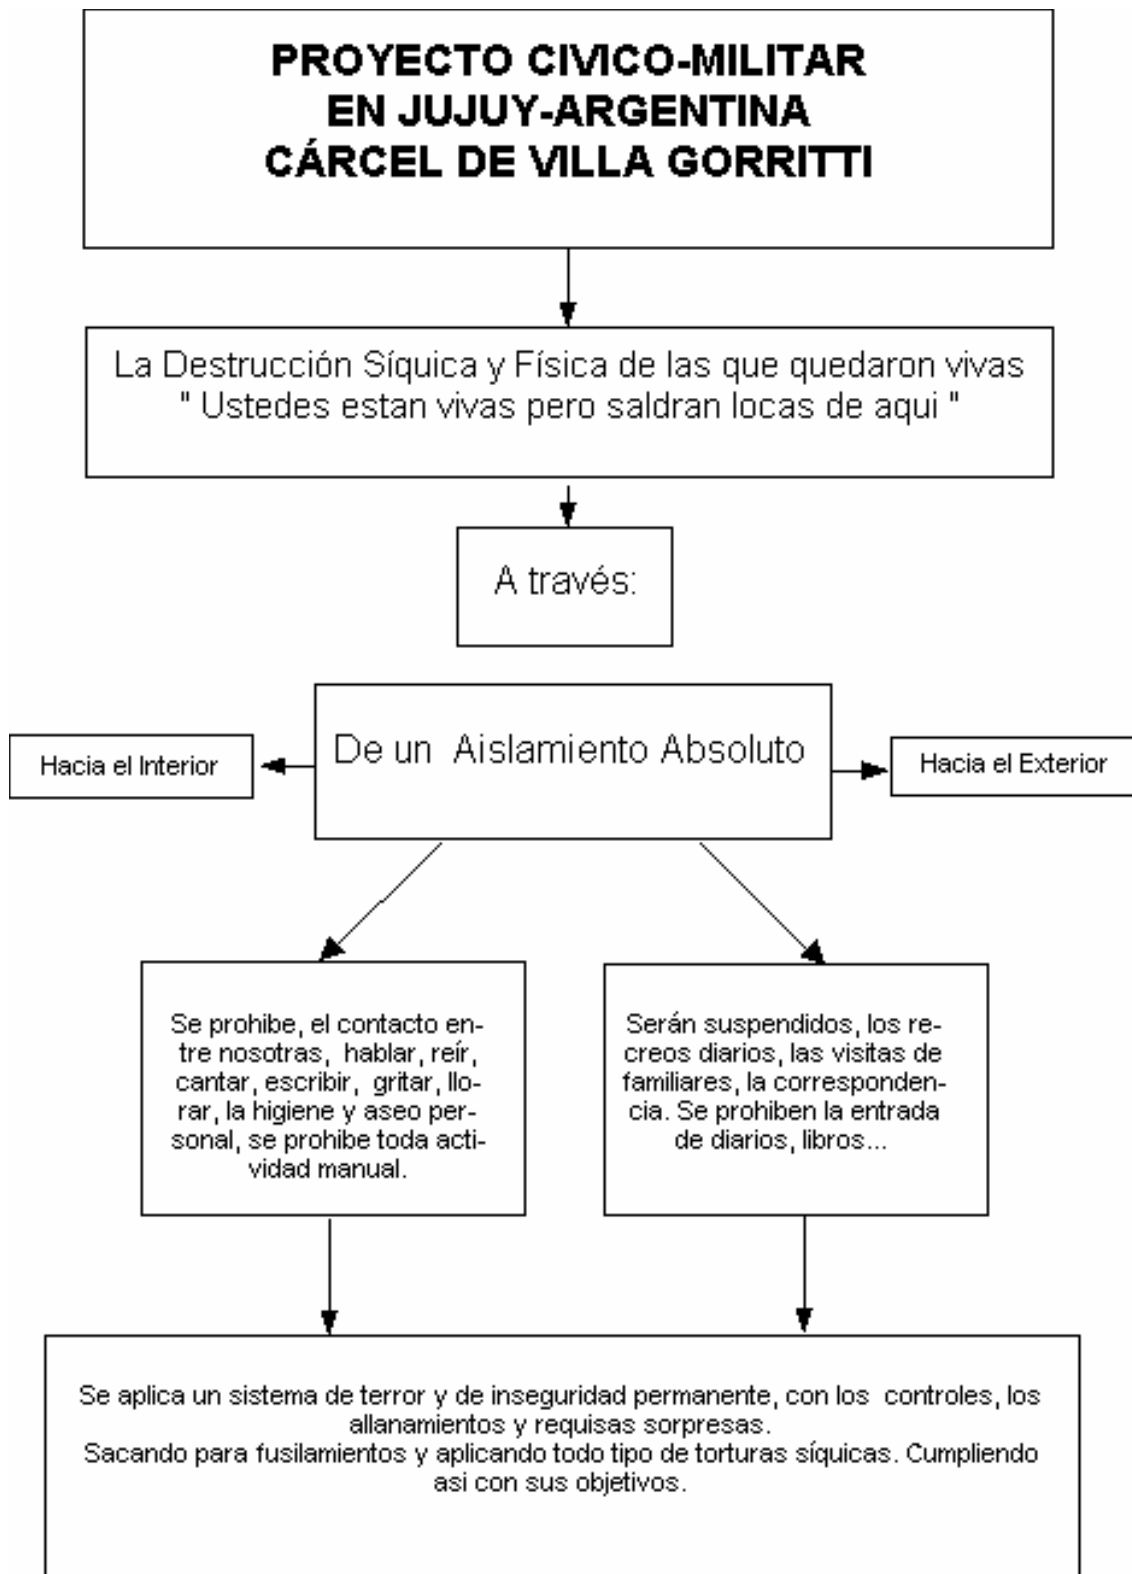 PROYECTO CIVICO-MILITAR
EN JUJUY-ARGENTINA
CÁRCEL DE VILLA GORRITTI
La Destrucción Síquica y Física de las que quedaron vivas
" Ustedes estan vivas pero saldran locas de aqui "
A través:
De un Aislamiento Absoluto
Hacia el Interior
Hacia el Exterior
Se prohibe, el contacto en-
tre nosotras, hablar, reír,
cantar, escribir, gritar, llo-
rar, la higiene y aseo per-
sonal, se prohibe toda acti-
vidad manual.
Serán suspendidos, los re-
creos diarios, las visitas de
familiares, la corresponden-
cia. Se prohiben la entrada
de diarios, libros...
Se aplica un sistema de terror y de inseguridad permanente, con los controles, los
allanamientos y requisas sorpresas.
Sacando para fusilamientos y aplicando todo tipo de torturas síquicas. Cumpliendo
asi con sus objetivos.